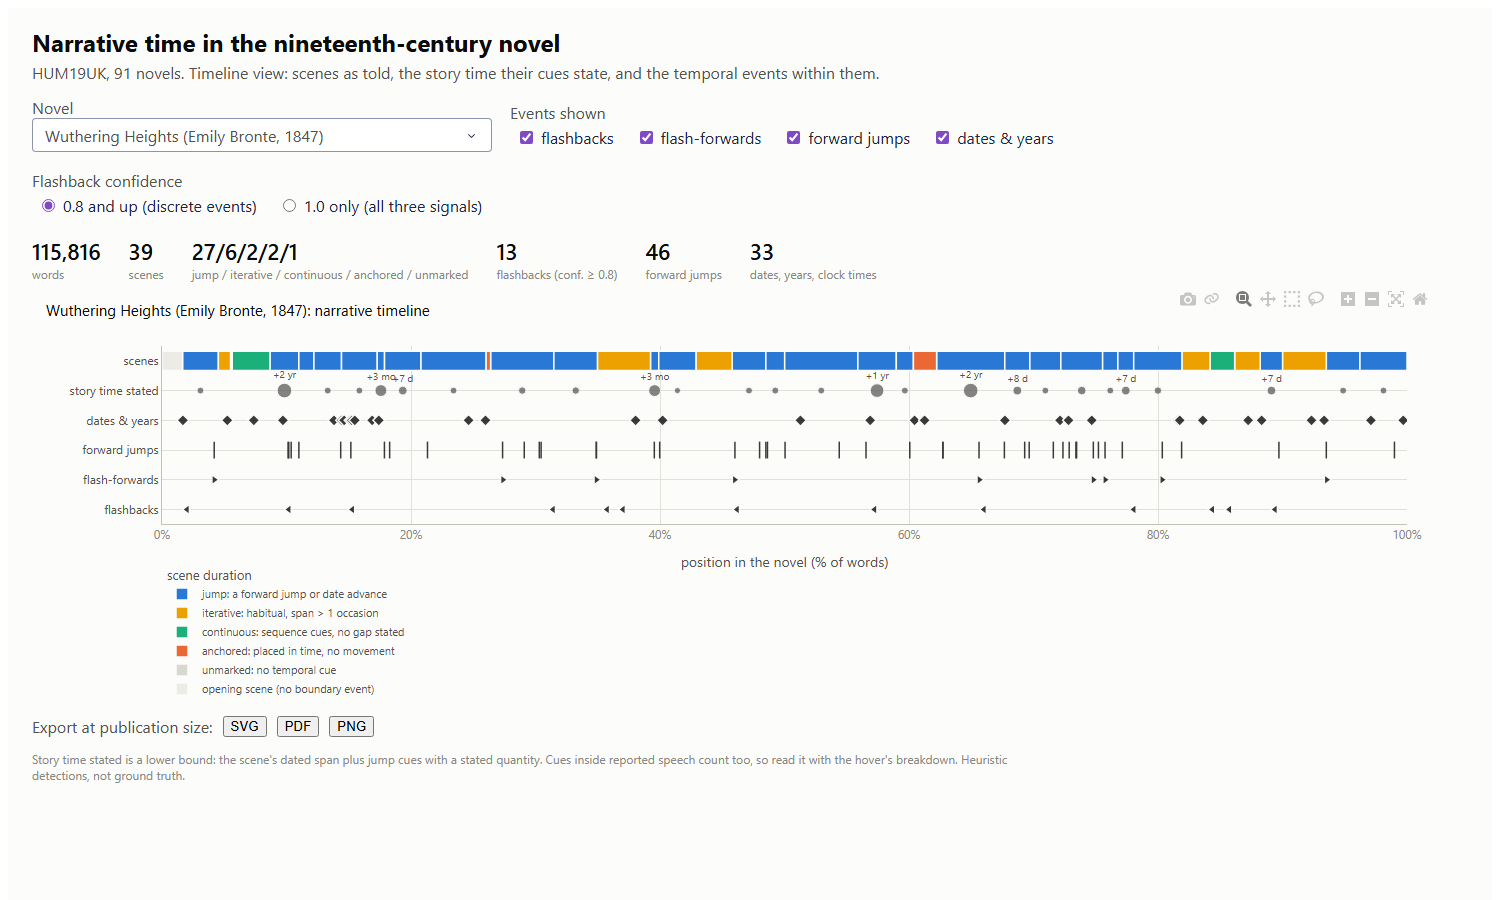 Narrative time in the nineteenth-century novel
HUM19UK, 91 novels. Timeline view: scenes as told, the story time their cues state, and the temporal events within them.
Novel
Wuthering Heights (Emily Bronte, 1847)
Events shown
flashbacks flash-forwards forward jumps dates & years
Flashback confidence
0.8 and up (discrete events) 1.0 only (all three signals)
115,816 39 27/6/2/2/1 13 46 33
words scenes jump / iterative / continuous / anchored / unmarked flashbacks (conf. ≥ 0.8) forward jumps dates, years, clock times
Wuthering Heights (Emily Bronte, 1847): narrative timeline
scenes
+2 yr +3 mo +7 d +3 mo +1 yr +2 yr +8 d +7 d +7 d
story time stated
dates & years
forward jumps
flash-forwards
flashbacks
0% 20% 40% 60% 80% 100%
position in the novel (% of words)
scene duration
jump: a forward jump or date advance
iterative: habitual, span > 1 occasion
continuous: sequence cues, no gap stated
anchored: placed in time, no movement
unmarked: no temporal cue
opening scene (no boundary event)
Export at publication size: SVG PDF PNG
Story time stated is a lower bound: the scene's dated span plus jump cues with a stated quantity. Cues inside reported speech count too, so read it with the hover's breakdown. Heuristic
detections, not ground truth.